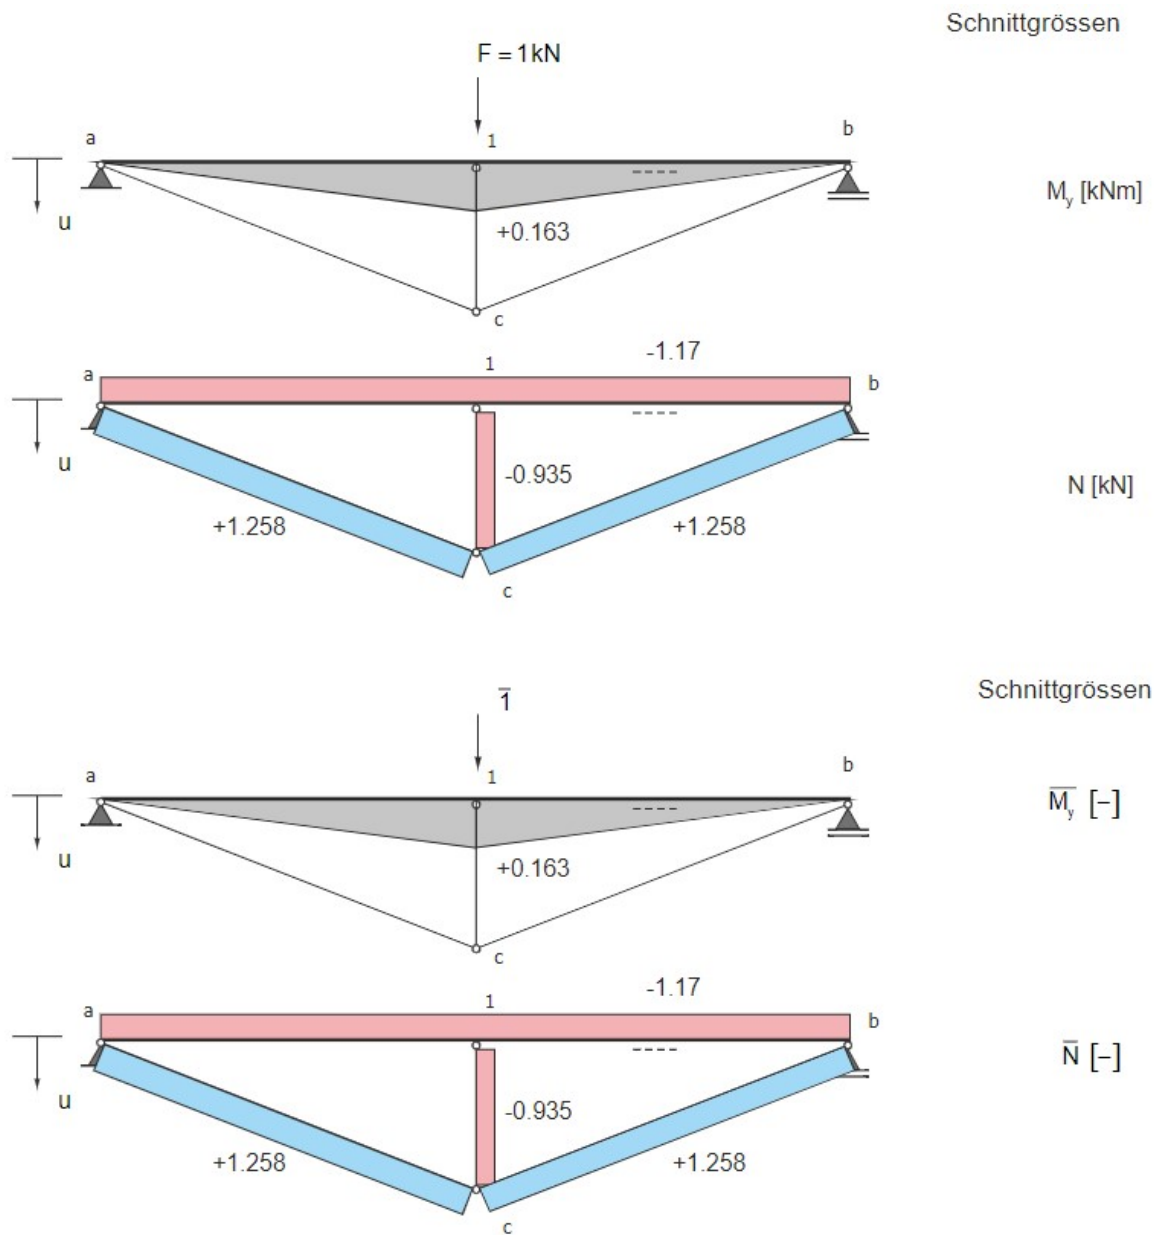 Schnittgrössen
F = 1kN
a
1
b
u
+0.163
M_y [kNm]
c
-1.17
a
1
b
u
-0.935
N [kN]
+1.258
+1.258
c
Schnittgrössen
1̅
a
1
b
u
+0.163
M̅_y [–]
c
-1.17
a
1
b
u
-0.935
N̅ [–]
+1.258
+1.258
c